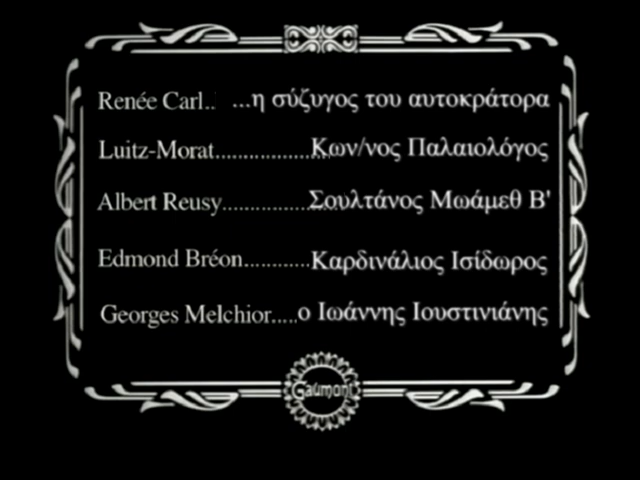 Renée Carl.. ...η σύζυγος του αυτοκράτορα
Luitz-Morat....................Κων/νος Παλαιολόγος
Albert Reusy....................Σουλτάνος Μωάμεθ Β'
Edmond Bréon............Καρδινάλιος Ισίδωρος
Georges Melchior.....ο Ιωάννης Ιουστινιάνης
Gaumont